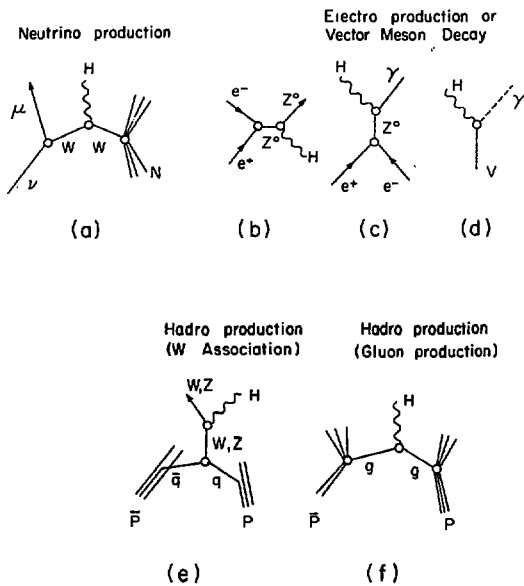 Neutrino production
Electro production or
Vector Meson Decay
H
μ
W W
ν
N
(a)
e⁻
Z°
Z°
e⁺
H
(b)
H
γ
Z°
e⁺ e⁻
(c)
H
γ
V
(d)
Hadro production
(W Association)
W,Z
H
W,Z
q̄ q
P̄ P
(e)
Hadro production
(Gluon production)
H
g g
P̄ P
(f)